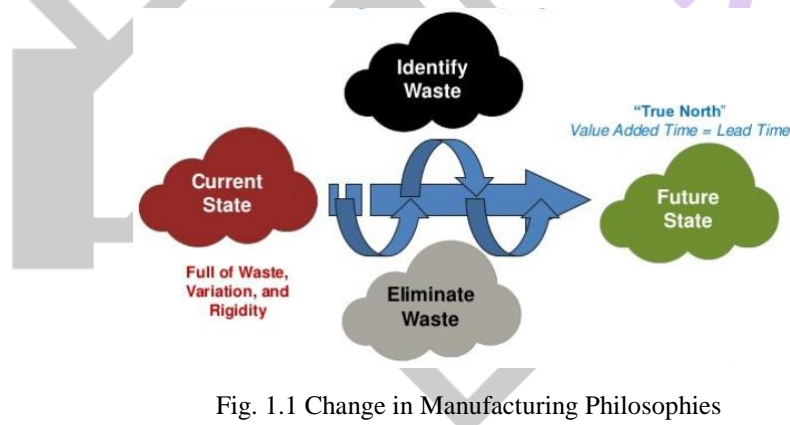 Identify
Waste
“True North”
Value Added Time = Lead Time
Current
State
Future
State
Full of Waste,
Variation, and
Rigidity
Eliminate
Waste
Fig. 1.1 Change in Manufacturing Philosophies